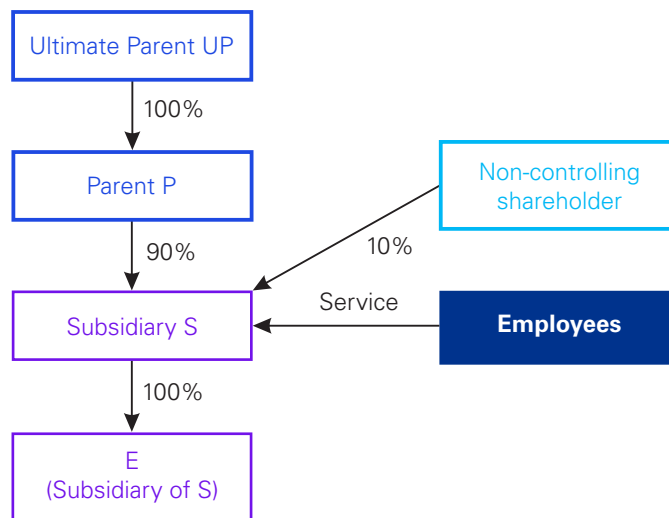 Ultimate Parent UP
100%
Parent P
Non-controlling
shareholder
90%
10%
Service
Subsidiary S
Employees
100%
E
(Subsidiary of S)